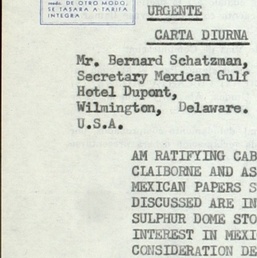 modo. DE OTRO MODO,
SE TASARA A TARIFA
INTEGRA
URGENTE
CARTA DIURNA
Mr. Bernard Schatzman,
Secretary Mexican Gulf
Hotel Dupont,
Wilmington, Delaware.
U.S.A.
AM RATIFYING CAB
CLAIBORNE AND AS
MEXICAN PAPERS S
DISCUSSED ARE IN
SULPHUR DOME STO
INTEREST IN MEXI
CONSIDERATION DE